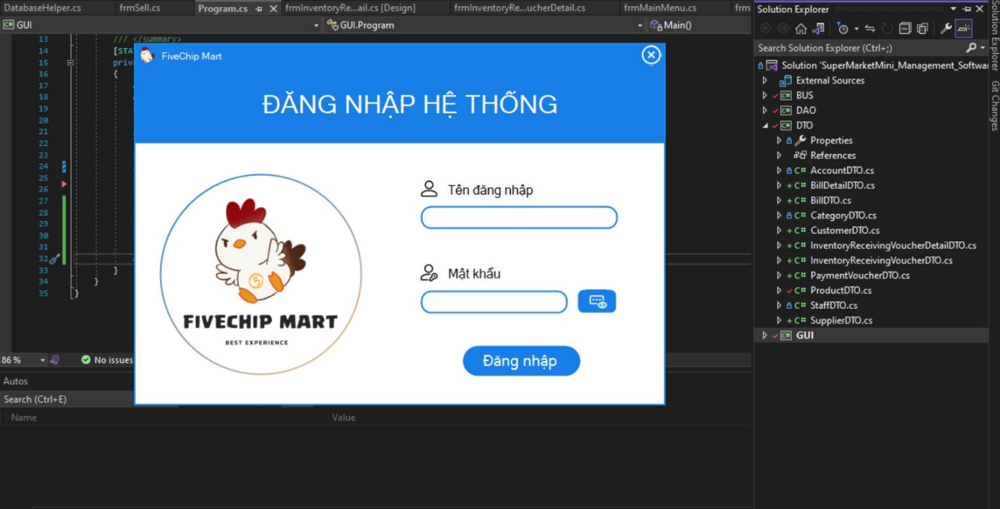 DatabaseHelper.cs frmSell.cs Program.cs frmInventoryRe...ail.cs [Design] frmInventoryRe...ucherDetail.cs frmMainMenu.cs frm
GUI GUI.Program Main()
13 /// </summary>
14 [STA
15 priv
16 {
17
18
19
20
21
22
23
24
25
26
27
28
29
30
31
32
33 }
34 }
35 }
FiveChip Mart
ĐĂNG NHẬP HỆ THỐNG
Tên đăng nhập
Mật khẩu
Đăng nhập
5
FIVECHIP MART
BEST EXPERIENCE
86 % No issues
Autos
Search (Ctrl+E)
Name Value
Solution Explorer
Search Solution Explorer (Ctrl+;)
Solution 'SuperMarketMini_Management_Softwar
External Sources
C# BUS
C# DAO
C# DTO
Properties
References
C# AccountDTO.cs
+ C# BillDetailDTO.cs
+ C# BillDTO.cs
C# CategoryDTO.cs
+ C# CustomerDTO.cs
+ C# InventoryReceivingVoucherDetailDTO.cs
+ C# InventoryReceivingVoucherDTO.cs
+ C# PaymentVoucherDTO.cs
C# ProductDTO.cs
C# StaffDTO.cs
+ C# SupplierDTO.cs
C# GUI
Solution Explorer
Git Changes